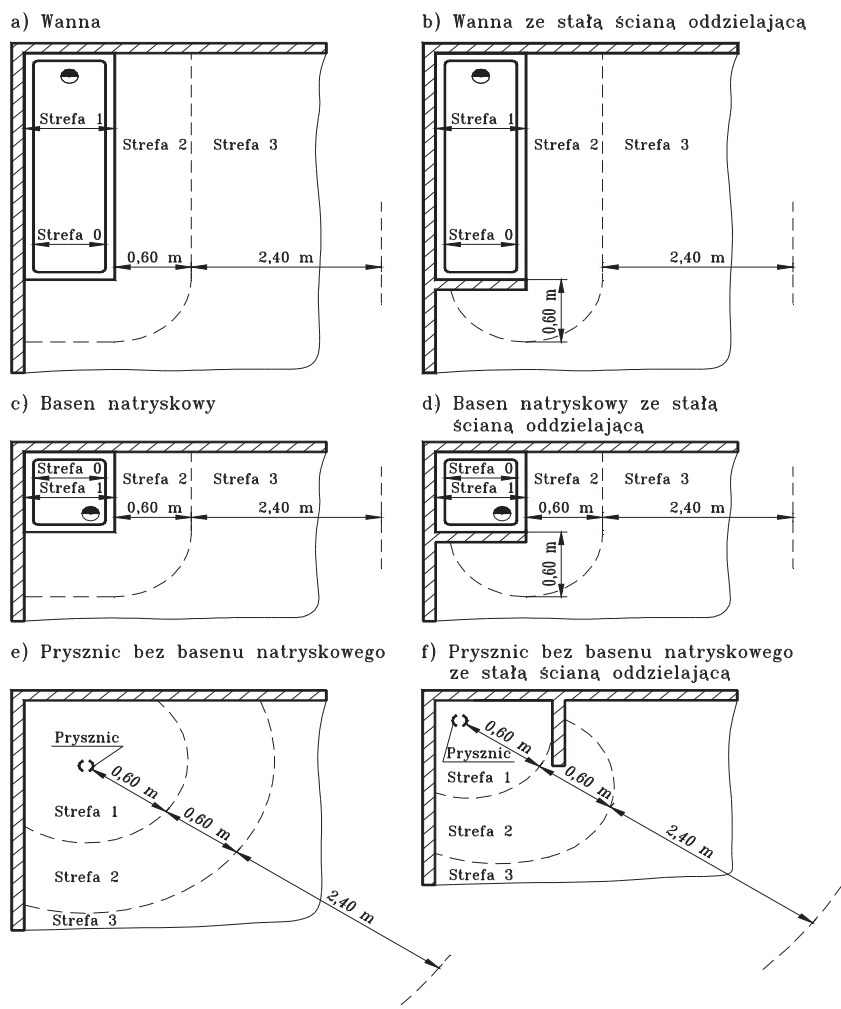 a) Wanna
Strefa 1
Strefa 2
Strefa 3
Strefa 0
0,60 m
2,40 m
b) Wanna ze stałą ścianą oddzielającą
Strefa 1
Strefa 2
Strefa 3
Strefa 0
2,40 m
0,60 m
c) Basen natryskowy
Strefa 0
Strefa 1
Strefa 2
Strefa 3
0,60 m
2,40 m
d) Basen natryskowy ze stałą
ścianą oddzielającą
Strefa 0
Strefa 1
Strefa 2
Strefa 3
0,60 m
2,40 m
0,60 m
e) Prysznic bez basenu natryskowego
Prysznic
0,60 m
Strefa 1
0,60 m
Strefa 2
2,40 m
Strefa 3
f) Prysznic bez basenu natryskowego
ze stałą ścianą oddzielającą
0,60 m
Prysznic
Strefa 1
0,60 m
Strefa 2
2,40 m
Strefa 3